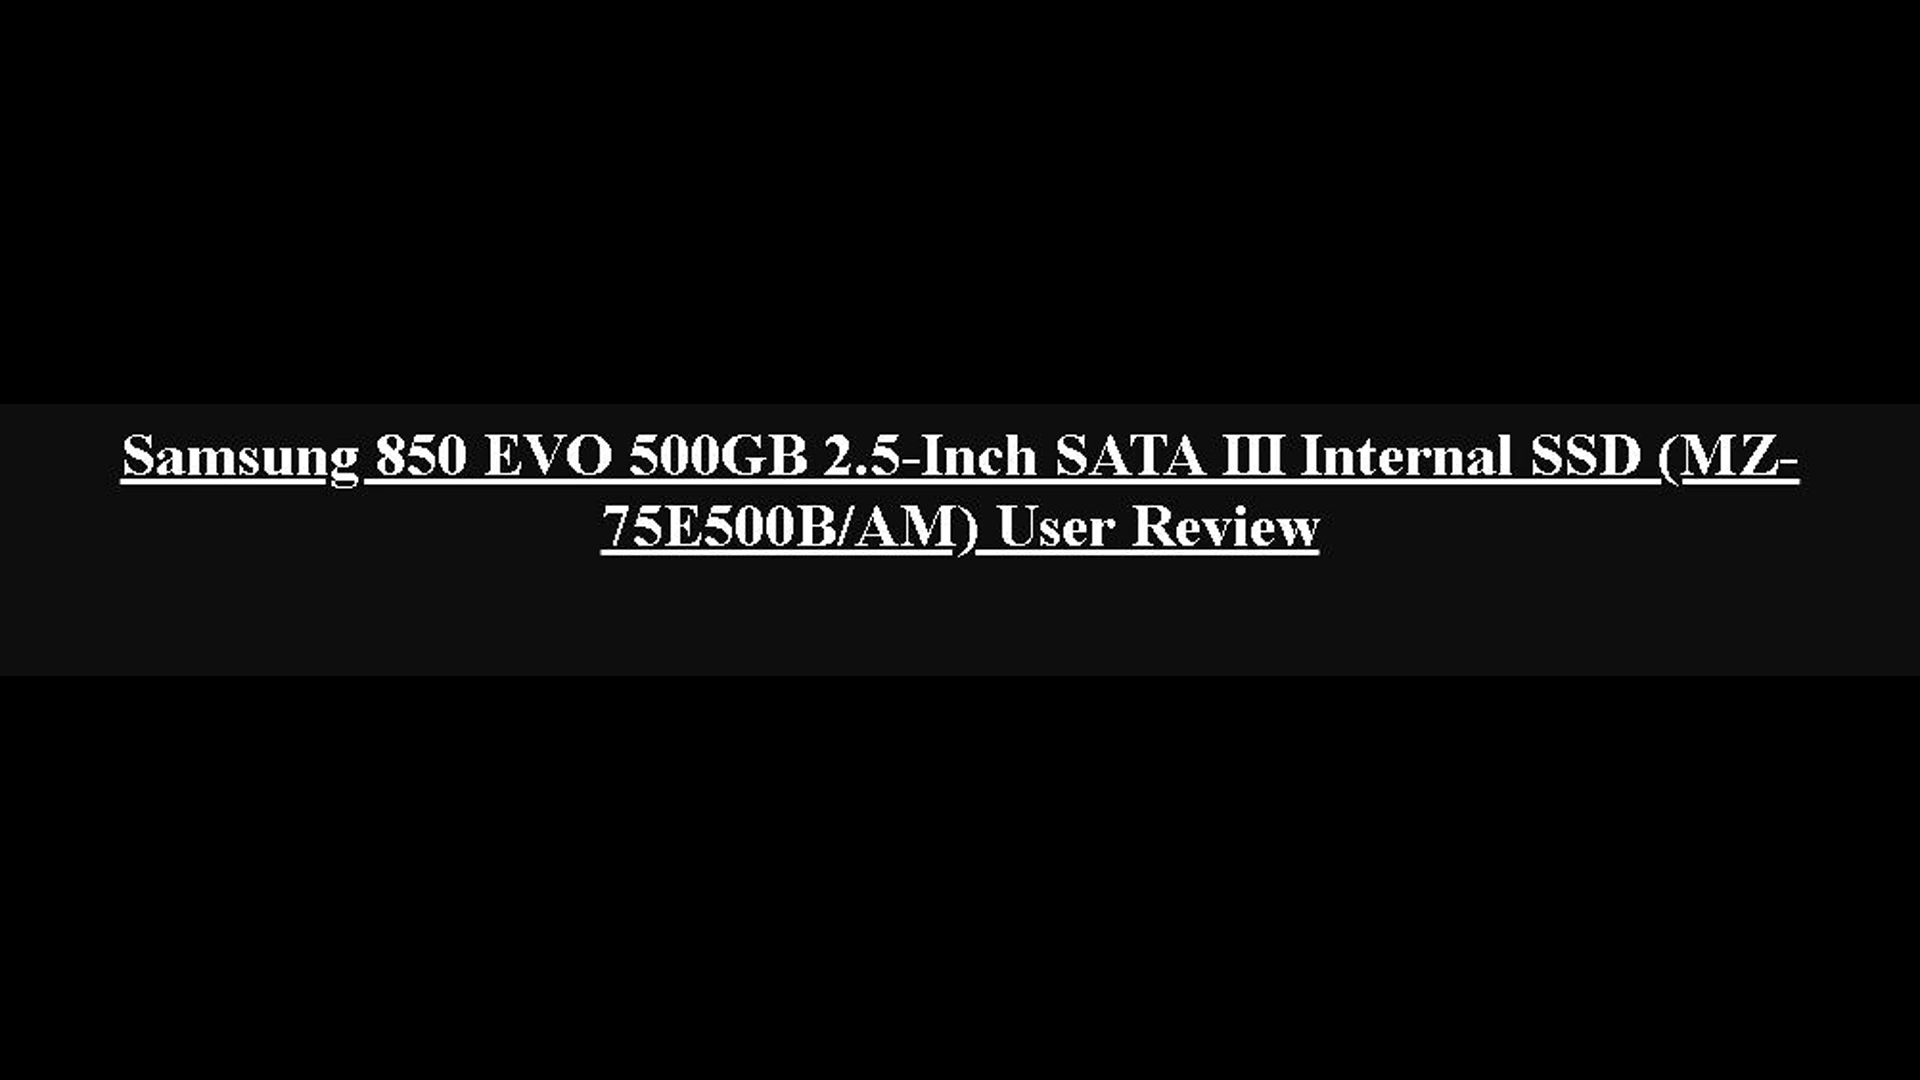 Samsung 850 EVO 500GB 2.5-Inch SATA III Internal SSD (MZ-
75E500B/AM) User Review